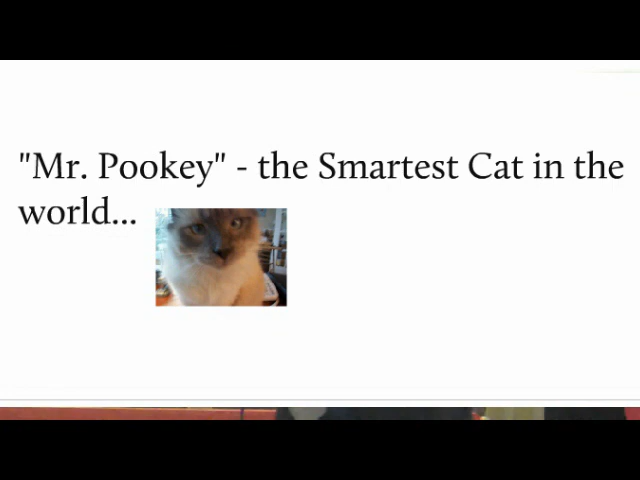 "Mr. Pookey" - the Smartest Cat in the
world...